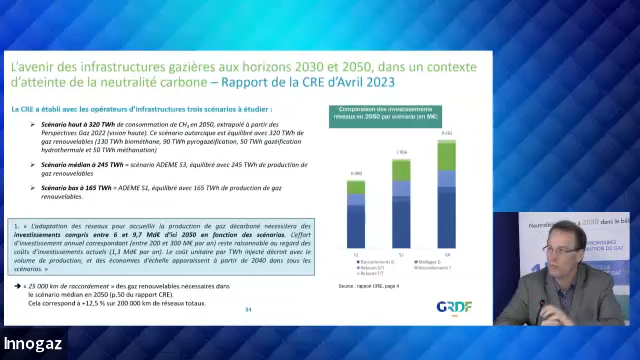 L'avenir des infrastructures gazières aux horizons 2030 et 2050, dans un contexte
d'atteinte de la neutralité carbone – Rapport de la CRE d'Avril 2023
La CRE a établi avec les opérateurs d'infrastructures trois scénarios à étudier :
Scénario haut à 320 TWh de consommation de CH4 en 2050, extrapolé à partir des
Perspectives Gaz 2022 (vision haute). Ce scénario autarcique est équilibré avec 320 TWh de
gaz renouvelables (130 TWh biométhane, 90 TWh pyrogazéification, 50 TWh gazéification
hydrothermale et 50 TWh méthanation)
Scénario médian à 245 TWh = scénario ADEME S3, équilibré avec 245 TWh de production de
gaz renouvelables
Scénario bas à 165 TWh = ADEME S1, équilibré avec 165 TWh de production de gaz
renouvelables.
Comparaison des investissements
réseaux en 2050 par scénario (en M€)
7 956
S1
S3
Raccordements D
Maillages D
Rebours D/T
Raccordements T
Rebours T/T
Source : rapport CRE, page 4
1. « L'adaptation des réseaux pour accueillir la production de gaz décarboné nécessitera des
investissements compris entre 6 et 9,7 Md€ d'ici 2050 en fonction des scénarios. L'effort
d'investissement annuel correspondant (entre 200 et 300 M€ par an) reste raisonnable au regard des
coûts d'investissements actuels (1,3 Md€ par an). Le coût unitaire par TWh injecté décroit avec le
volume de production, et des économies d'échelle apparaissent à partir de 2040 dans tous les
scénarios. »
➔ « 25 000 km de raccordement » des gaz renouvelables nécessaires dans
le scénario médian en 2050 (p.50 du rapport CRE).
Cela correspond à +12,5 % sur 200 000 km de réseaux totaux.
GRDF
Innogaz